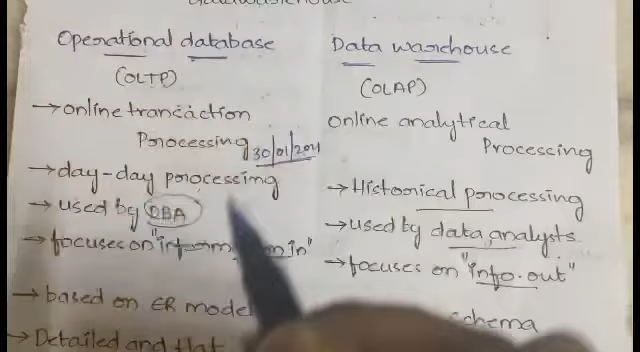 Operational database
(OLTP)
→ online trancaction
Processing 30/01/2021
→ day-day processing
→ used by DBA
→ focuses on in"
→ based on ER model
→ Detailed and flat
Data warehouse
(OLAP)
online analytical
Processing
→ Historical processing
→ used by data analysts.
→ focuses on "info.out"
schema